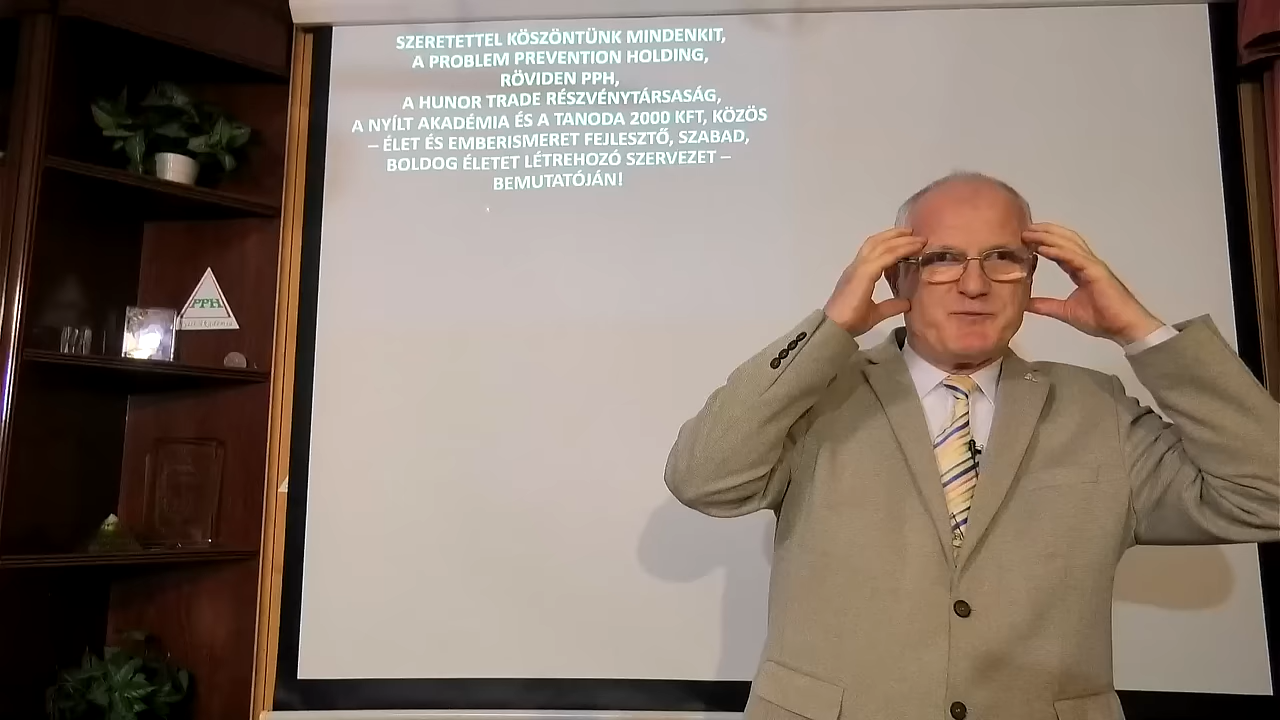 SZERETETTEL KÖSZÖNTÜNK MINDENKIT,
A PROBLEM PREVENTION HOLDING,
RÖVIDEN PPH,
A HUNOR TRADE RÉSZVÉNYTÁRSASÁG,
A NYÍLT AKADÉMIA ÉS A TANODA 2000 KFT, KÖZÖS
– ÉLET ÉS EMBERISMERET FEJLESZTŐ, SZABAD,
BOLDOG ÉLETET LÉTREHOZÓ SZERVEZET –
BEMUTATÓJÁN!
PPH